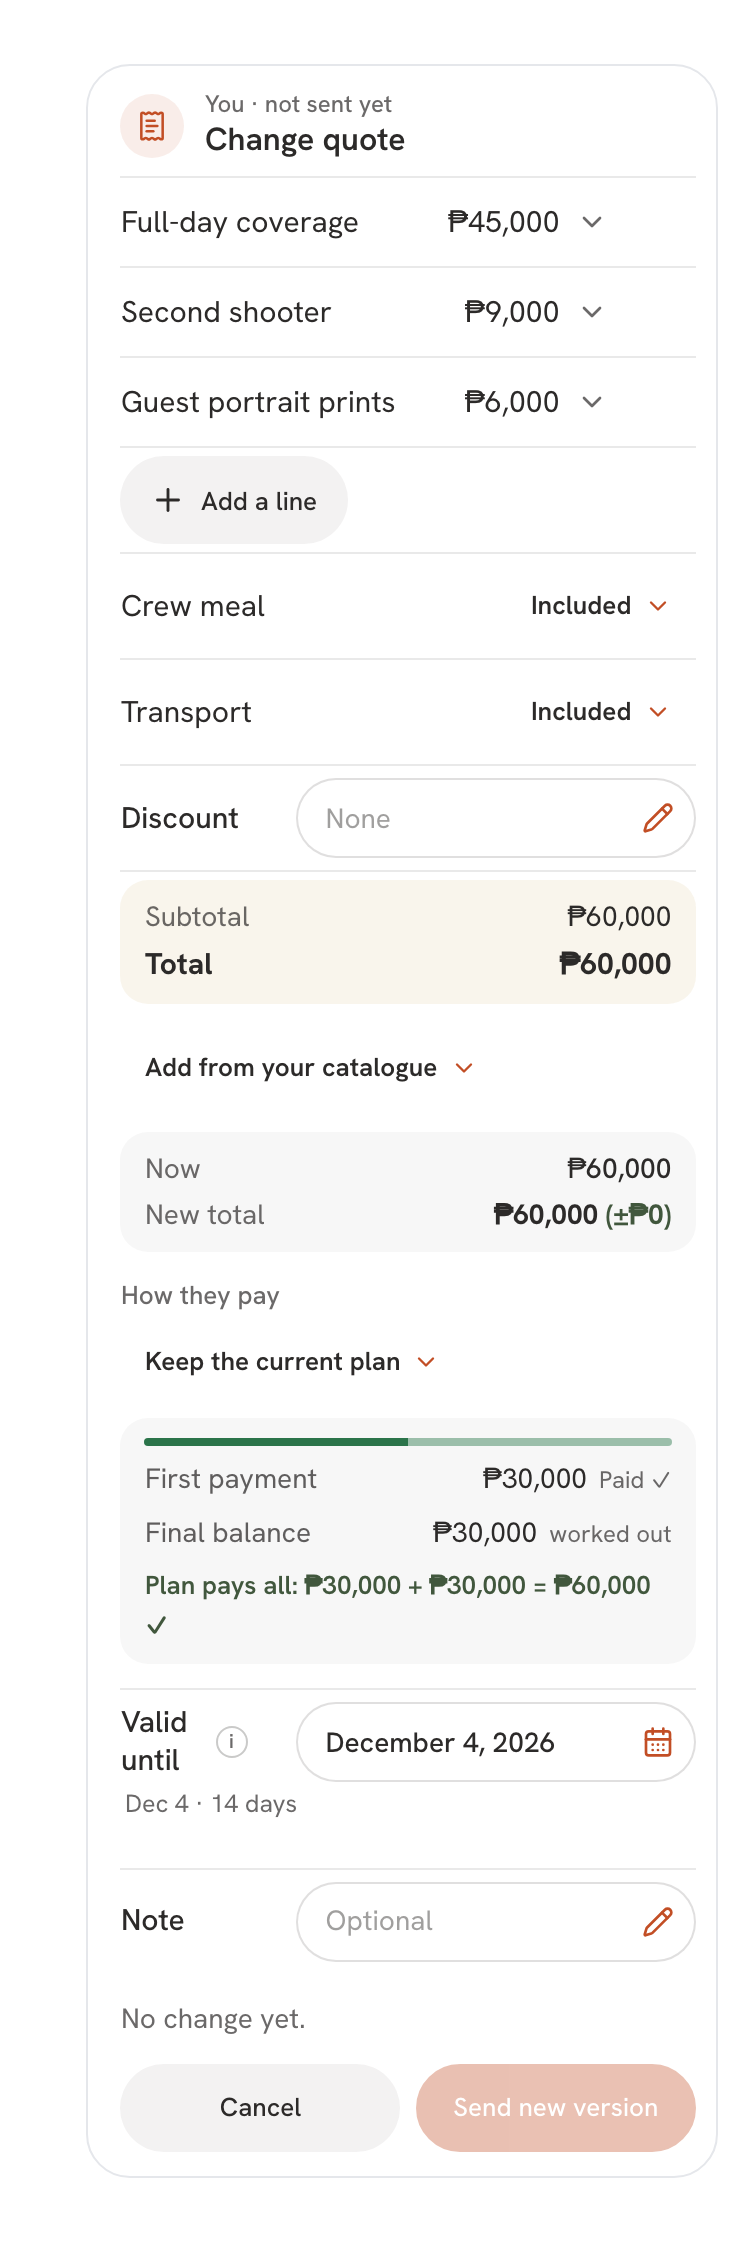 You · not sent yet
Change quote
Full-day coverage ₱45,000
Second shooter ₱9,000
Guest portrait prints ₱6,000
Add a line
Crew meal Included
Transport Included
Discount None
Subtotal ₱60,000
Total ₱60,000
Add from your catalogue
Now ₱60,000
New total ₱60,000 (±₱0)
How they pay
Keep the current plan
First payment ₱30,000 Paid ✓
Final balance ₱30,000 worked out
Plan pays all: ₱30,000 + ₱30,000 = ₱60,000
✓
Valid
until i December 4, 2026
Dec 4 · 14 days
Note Optional
No change yet.
Cancel Send new version